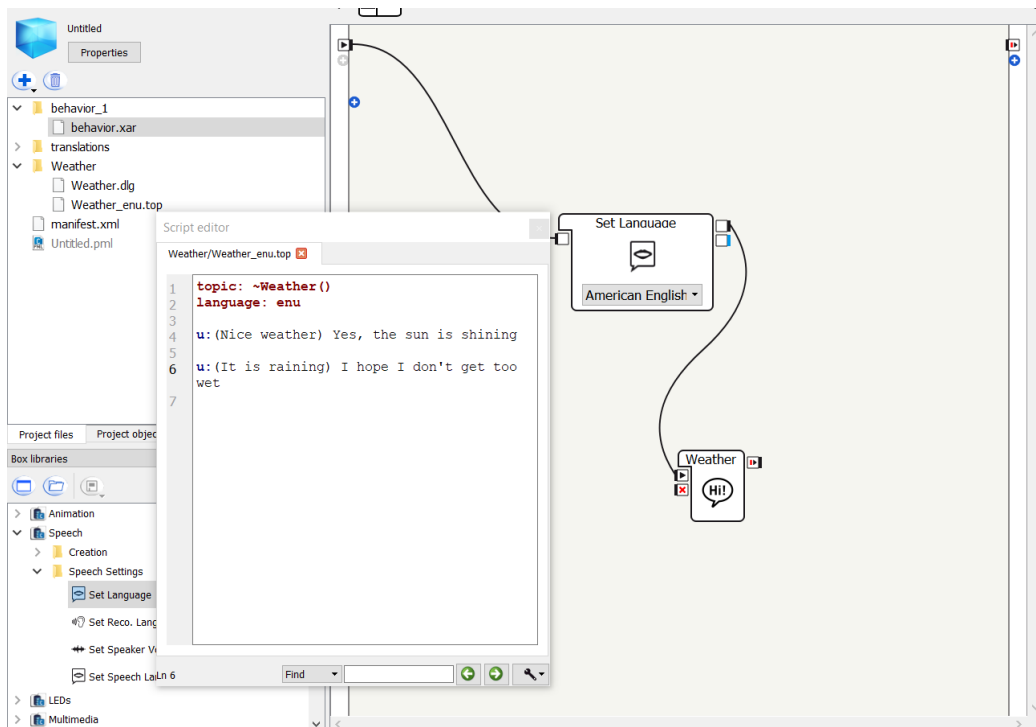 Untitled
Properties
behavior_1
behavior.xar
translations
Weather
Weather.dlg
Weather_enu.top
manifest.xml
Untitled.pml
Project files
Project objec
Box libraries
Animation
Speech
Creation
Speech Settings
Set Language
Set Reco. Lang
Set Speaker Vo
Set Speech La
LEDs
Multimedia
Script editor
Weather/Weather_enu.top
1 topic: ~Weather()
2 language: enu
3
4 u:(Nice weather) Yes, the sun is shining
5
6 u:(It is raining) I hope I don't get too
wet
7
Ln 6
Find
Set Language
American English
Weather
Hi!